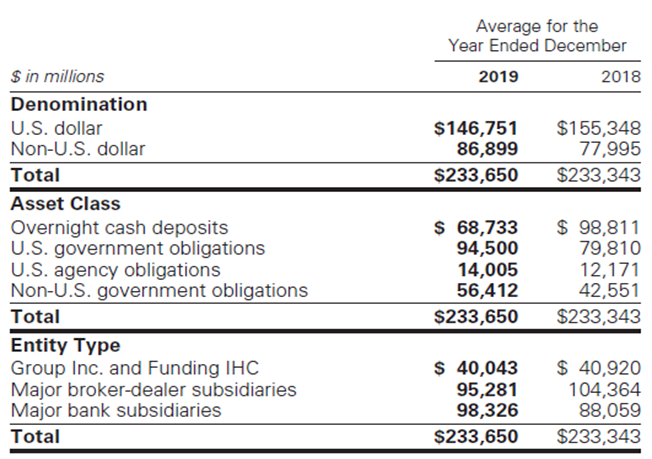 Average for the
Year Ended December
$ in millions 2019 2018
Denomination
U.S. dollar $146,751 $155,348
Non-U.S. dollar 86,899 77,995
Total $233,650 $233,343
Asset Class
Overnight cash deposits $ 68,733 $ 98,811
U.S. government obligations 94,500 79,810
U.S. agency obligations 14,005 12,171
Non-U.S. government obligations 56,412 42,551
Total $233,650 $233,343
Entity Type
Group Inc. and Funding IHC $ 40,043 $ 40,920
Major broker-dealer subsidiaries 95,281 104,364
Major bank subsidiaries 98,326 88,059
Total $233,650 $233,343